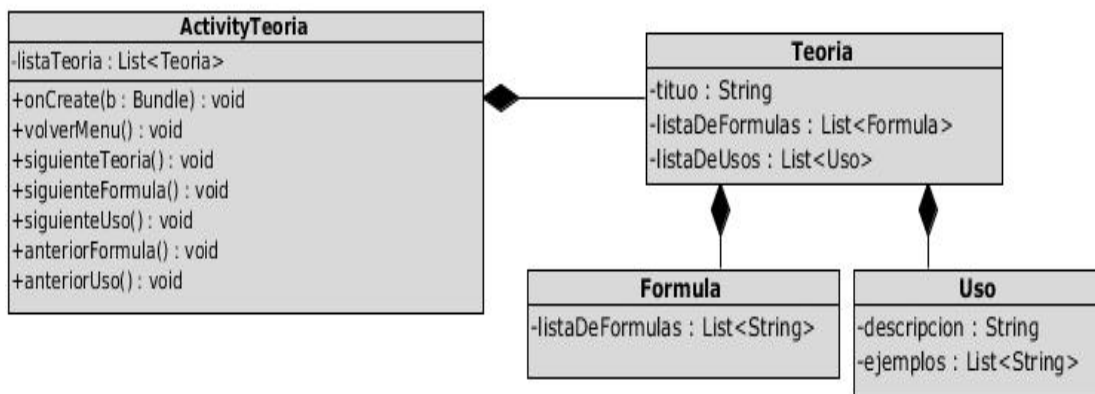 ActivityTeoria
-listaTeoria : List<Teoria>
+onCreate(b : Bundle) : void
+volverMenu() : void
+siguienteTeoria() : void
+siguienteFormula() : void
+siguienteUso() : void
+anteriorFormula() : void
+anteriorUso() : void
Teoria
-tituo : String
-listaDeFormulas : List<Formula>
-listaDeUsos : List<Uso>
Formula
-listaDeFormulas : List<String>
Uso
-descripcion : String
-ejemplos : List<String>